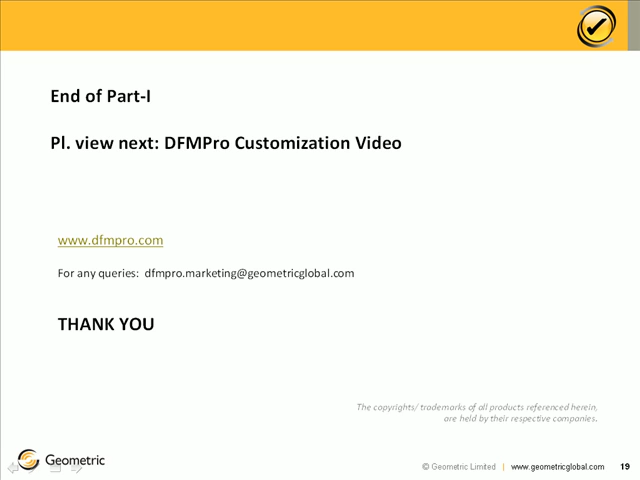 End of Part-I
Pl. view next: DFMPro Customization Video
www.dfmpro.com
For any queries: dfmpro.marketing@geometricglobal.com
THANK YOU
The copyrights/ trademarks of all products referenced herein,
are held by their respective companies.
Geometric
© Geometric Limited | www.geometricglobal.com 19